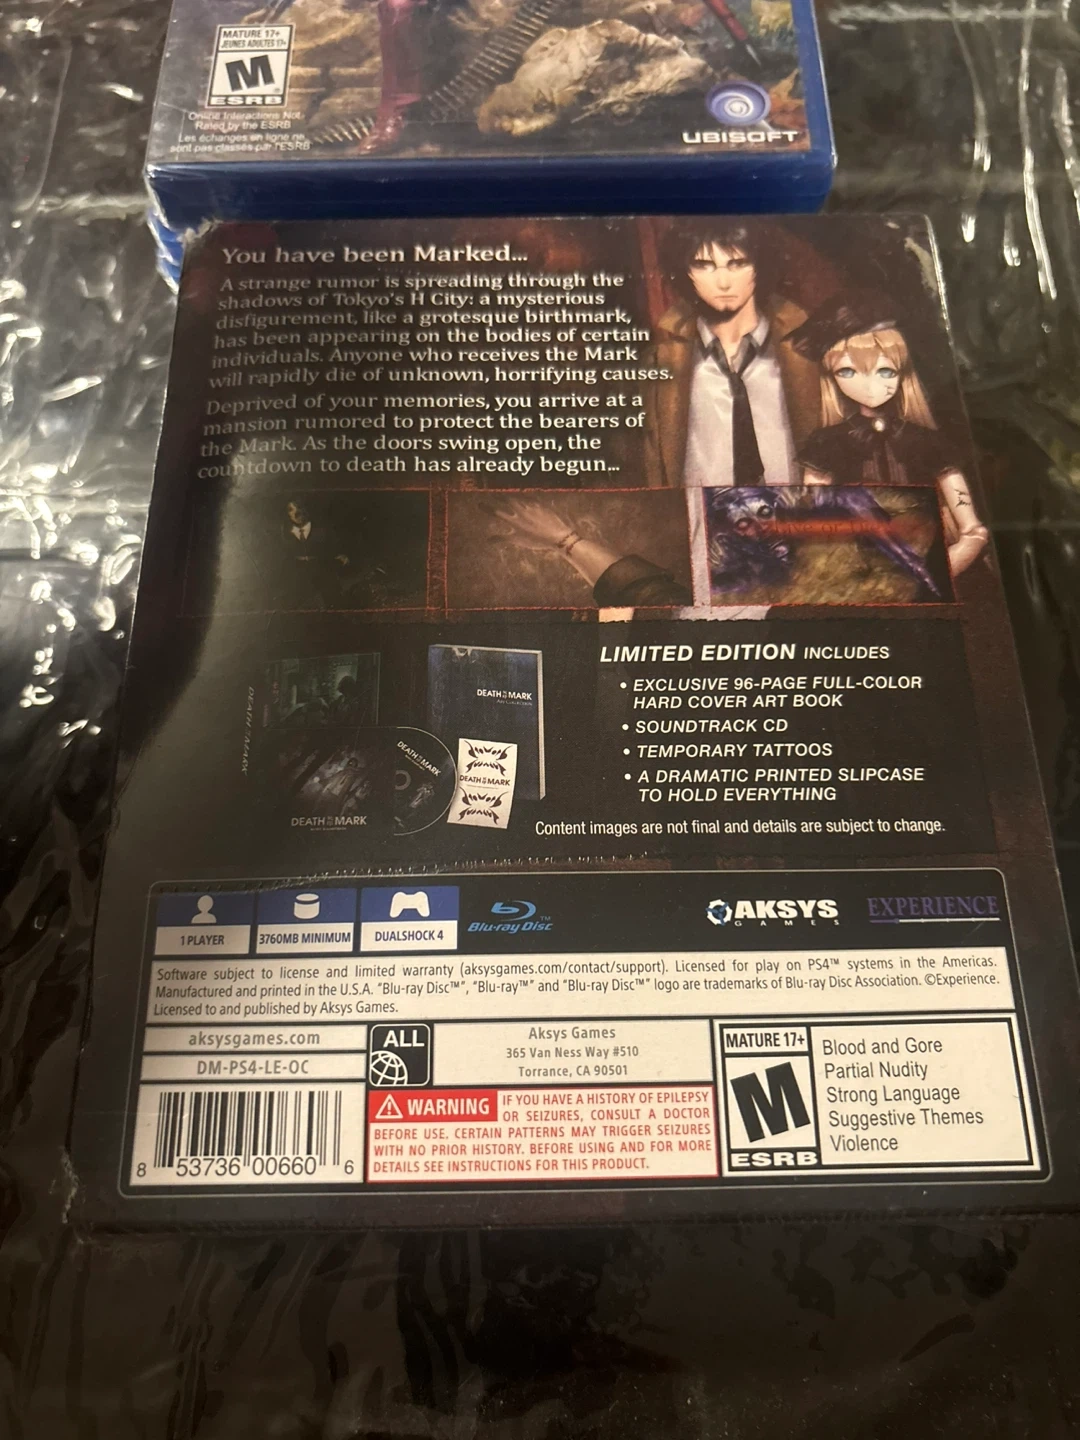 MATURE 17+
JEUNES ADULTES 17+
M
ESRB
Online Interactions Not
Rated by the ESRB
Les échanges en ligne ne
sont pas classés par l'ESRB
UBISOFT
You have been Marked...
A strange rumor is spreading through the
shadows of Tokyo's H City: a mysterious
disfigurement, like a grotesque birthmark,
has been appearing on the bodies of certain
individuals. Anyone who receives the Mark
will rapidly die of unknown, horrifying causes.
Deprived of your memories, you arrive at a
mansion rumored to protect the bearers of
the Mark. As the doors swing open, the
countdown to death has already begun...
LIMITED EDITION INCLUDES
• EXCLUSIVE 96-PAGE FULL-COLOR
HARD COVER ART BOOK
• SOUNDTRACK CD
• TEMPORARY TATTOOS
• A DRAMATIC PRINTED SLIPCASE
TO HOLD EVERYTHING
Content images are not final and details are subject to change.
DEATH MARK
DEATH MARK
DEATH MARK
DEATH MARK
DEATH MARK
1 PLAYER
3760MB MINIMUM
DUALSHOCK 4
Blu-ray Disc™
AKSYS
GAMES
EXPERIENCE
Software subject to license and limited warranty (aksysgames.com/contact/support). Licensed for play on PS4™ systems in the Americas.
Manufactured and printed in the U.S.A. "Blu-ray Disc™", "Blu-ray™" and "Blu-ray Disc™" logo are trademarks of Blu-ray Disc Association. ©Experience.
Licensed to and published by Aksys Games.
aksysgames.com
DM-PS4-LE-OC
ALL
Aksys Games
365 Van Ness Way #510
Torrance, CA 90501
WARNING IF YOU HAVE A HISTORY OF EPILEPSY
OR SEIZURES, CONSULT A DOCTOR
BEFORE USE. CERTAIN PATTERNS MAY TRIGGER SEIZURES
WITH NO PRIOR HISTORY. BEFORE USING AND FOR MORE
DETAILS SEE INSTRUCTIONS FOR THIS PRODUCT.
8 53736 00660 6
MATURE 17+
M
ESRB
Blood and Gore
Partial Nudity
Strong Language
Suggestive Themes
Violence